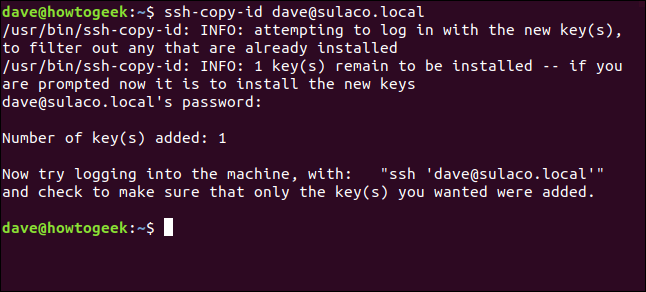 dave@howtogeek:~$ ssh-copy-id dave@sulaco.local
/usr/bin/ssh-copy-id: INFO: attempting to log in with the new key(s),
to filter out any that are already installed
/usr/bin/ssh-copy-id: INFO: 1 key(s) remain to be installed -- if you
are prompted now it is to install the new keys
dave@sulaco.local's password:
Number of key(s) added: 1
Now try logging into the machine, with:   "ssh 'dave@sulaco.local'"
and check to make sure that only the key(s) you wanted were added.
dave@howtogeek:~$